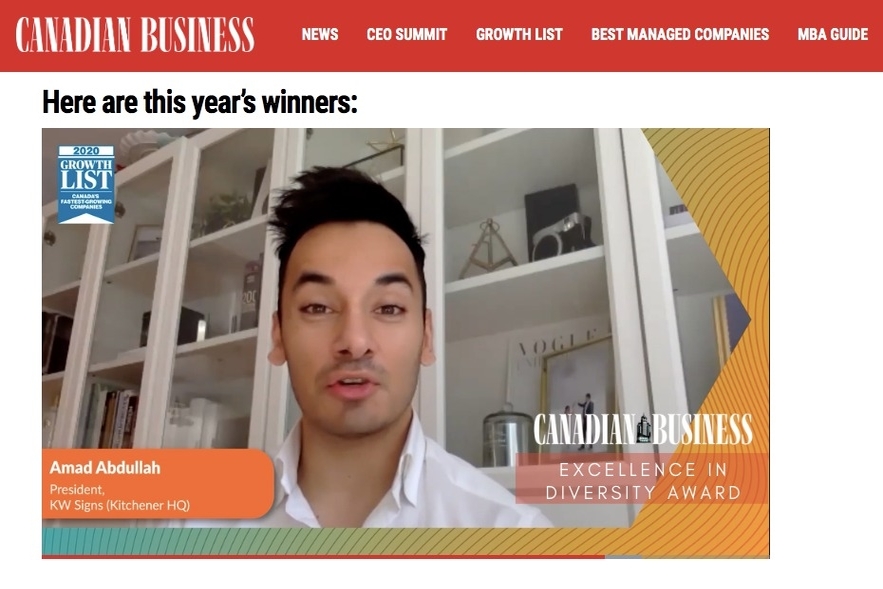 CANADIAN BUSINESS
NEWS CEO SUMMIT GROWTH LIST BEST MANAGED COMPANIES MBA GUIDE
Here are this year’s winners:
2020
GROWTH
LIST
CANADA'S
FASTEST-GROWING
COMPANIES
VOGUE
CANADIAN BUSINESS
EXCELLENCE IN
DIVERSITY AWARD
Amad Abdullah
President,
KW Signs (Kitchener HQ)